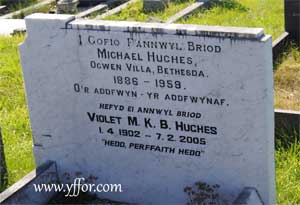 I Gofio Am Annwyl Briod
Michael Hughes,
Ogwen Villa, Bethesda.
1886 - 1959.
O'r Addfwyn - Yr Addfwynaf.
Hefyd ei Annwyl Briod
Violet M. K. B. Hughes
1. 4. 1902 – 7. 2. 2005
"Hedd, Perffaith Hedd"
www.yffor.com